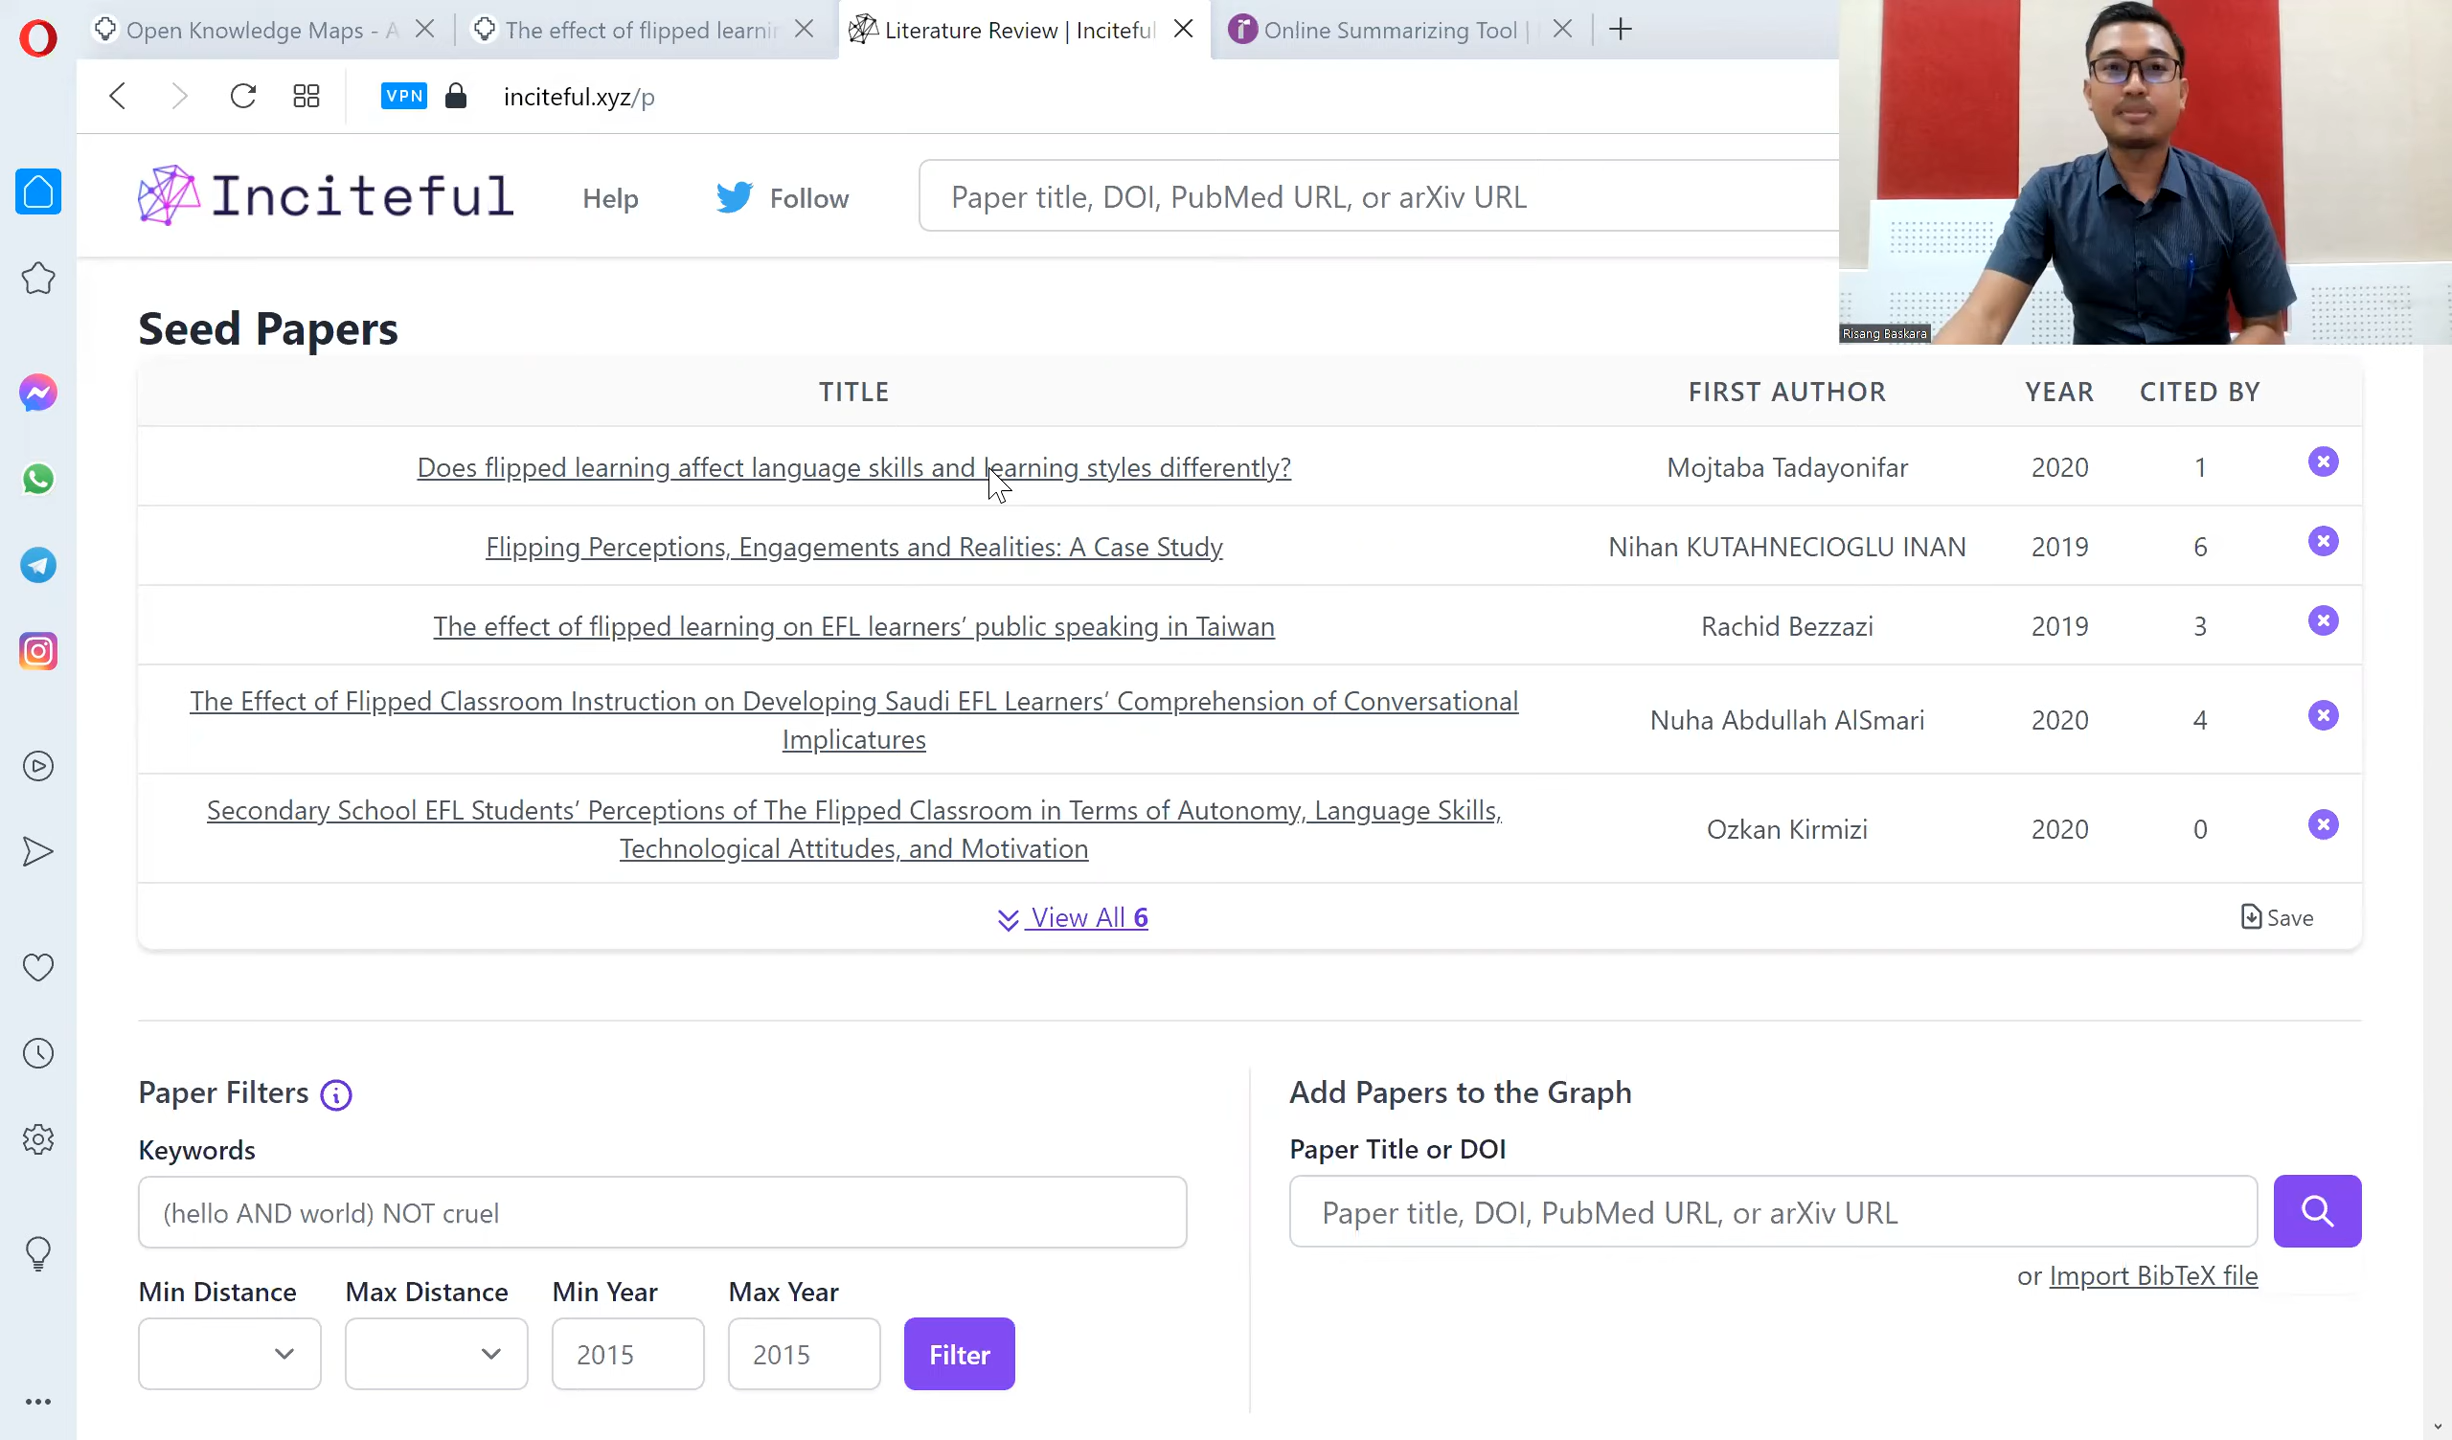 Open Knowledge Maps - A
The effect of flipped learnin
Literature Review | Inciteful
Online Summarizing Tool |
VPN
inciteful.xyz/p
Inciteful
Help
Follow
Paper title, DOI, PubMed URL, or arXiv URL
Risang Baskara
Seed Papers
TITLE FIRST AUTHOR YEAR CITED BY
Does flipped learning affect language skills and learning styles differently? Mojtaba Tadayonifar 2020 1
Flipping Perceptions, Engagements and Realities: A Case Study Nihan KUTAHNECIOGLU INAN 2019 6
The effect of flipped learning on EFL learners’ public speaking in Taiwan Rachid Bezzazi 2019 3
The Effect of Flipped Classroom Instruction on Developing Saudi EFL Learners’ Comprehension of Conversational
Implicatures Nuha Abdullah AlSmari 2020 4
Secondary School EFL Students’ Perceptions of The Flipped Classroom in Terms of Autonomy, Language Skills,
Technological Attitudes, and Motivation Ozkan Kirmizi 2020 0
View All 6
Save
Paper Filters
Keywords
(hello AND world) NOT cruel
Min Distance Max Distance Min Year Max Year
2015 2015 Filter
Add Papers to the Graph
Paper Title or DOI
Paper title, DOI, PubMed URL, or arXiv URL
or Import BibTeX file